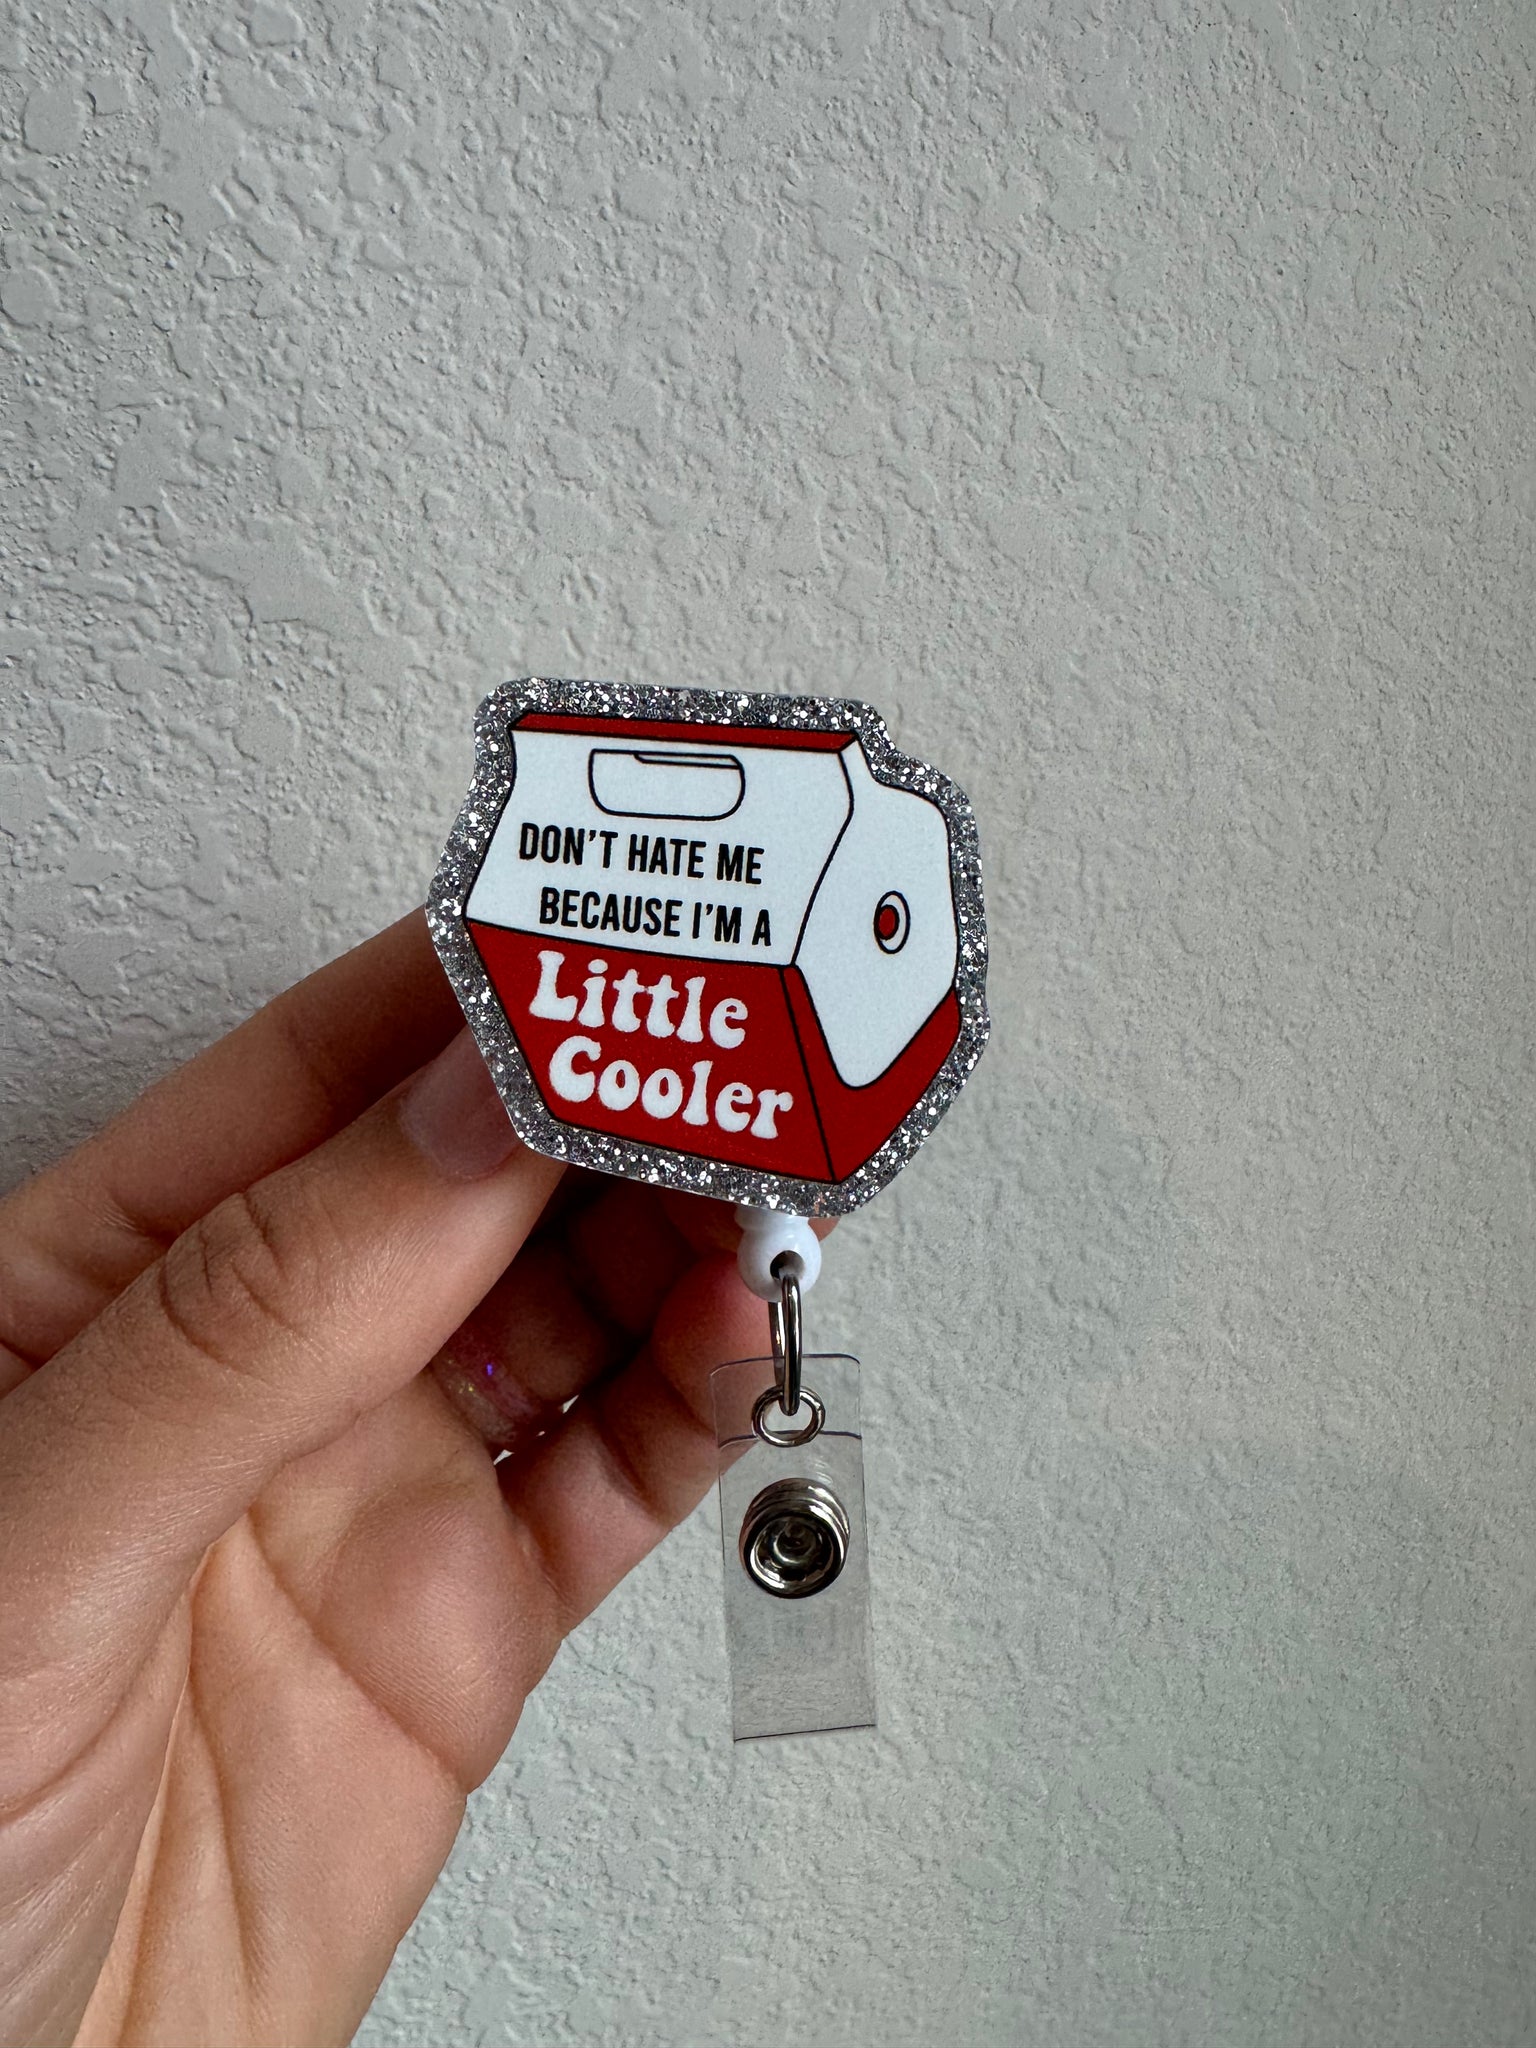 DON'T HATE ME
BECAUSE I'M A
Little
Cooler